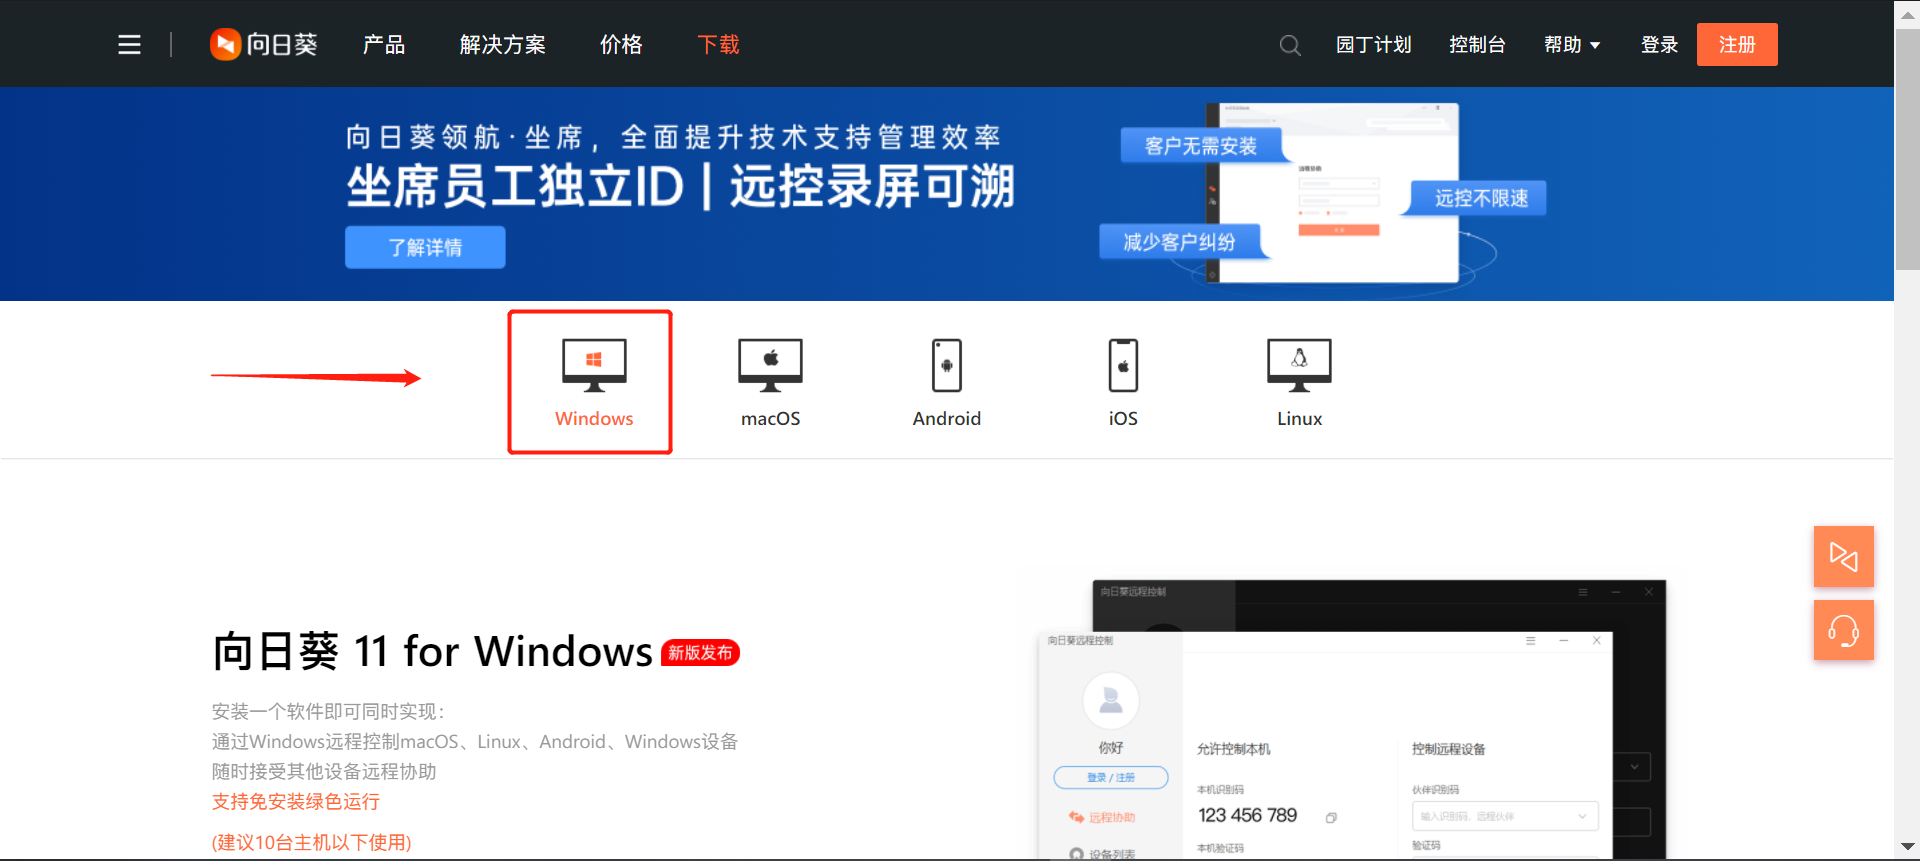 向日葵
产品
解决方案
价格
下载
园丁计划
控制台
帮助
登录
注册
向日葵领航·坐席，全面提升技术支持管理效率
坐席员工独立ID | 远控录屏可溯
了解详情
客户无需安装
远控不限速
减少客户纠纷
Windows
macOS
Android
iOS
Linux
向日葵 11 for Windows
新版发布
安装一个软件即可同时实现：
通过Windows远程控制macOS、Linux、Android、Windows设备
随时接受其他设备远程协助
支持免安装绿色运行
(建议10台主机以下使用)
向日葵远程控制
向日葵远程控制
你好
登录 / 注册
远程协助
设备列表
允许控制本机
本机识别码
123 456 789
本机验证码
控制远程设备
伙伴识别码
输入识别码、远程伙伴
验证码